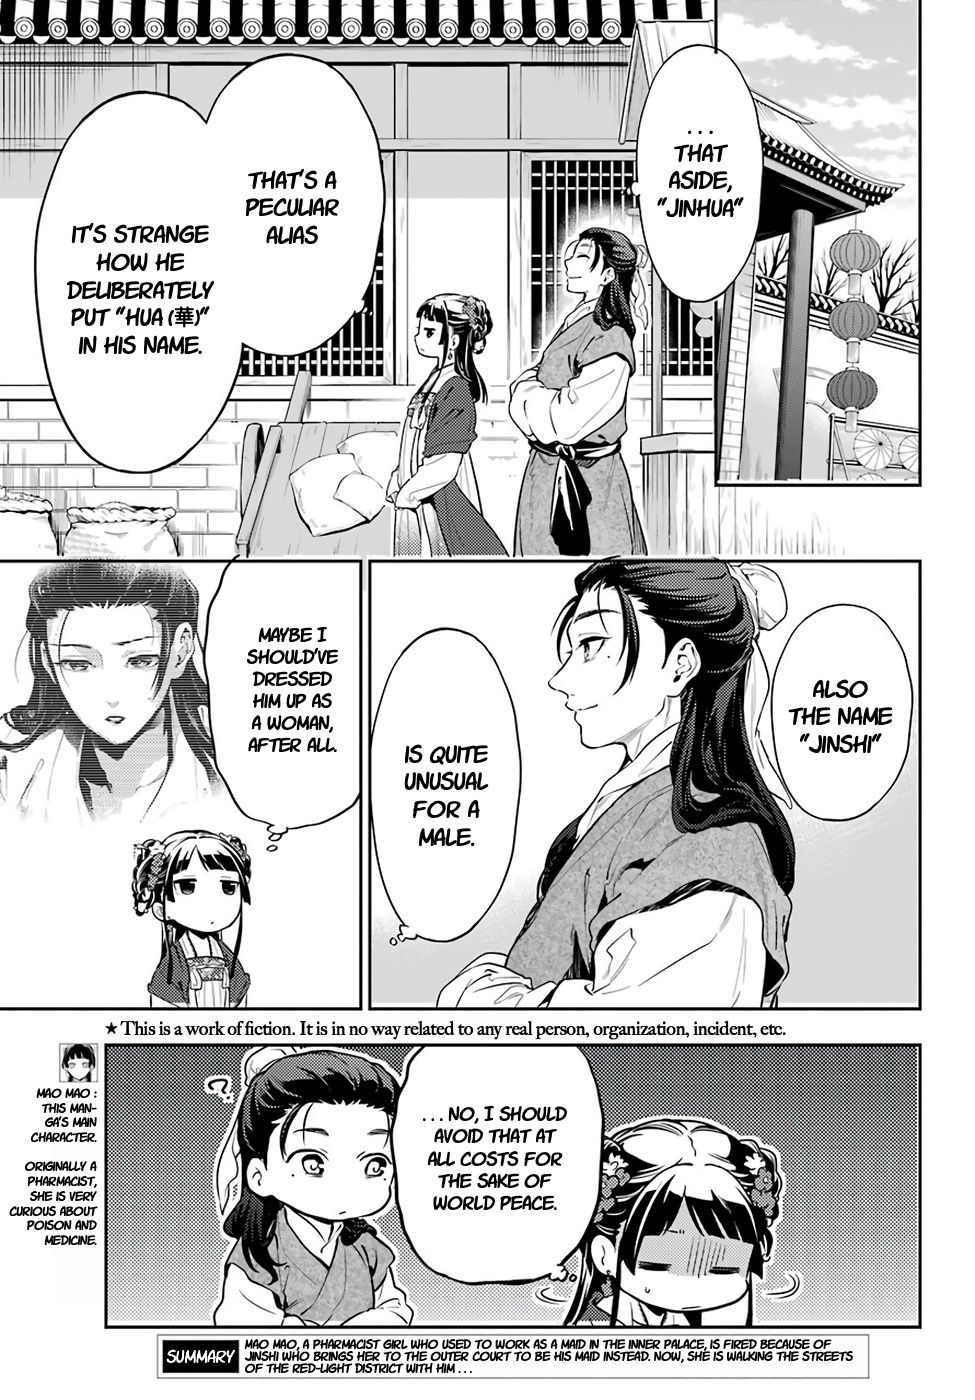 ...
THAT
ASIDE,
"JINHUA"
THAT'S A
PECULIAR
ALIAS
IT'S STRANGE
HOW HE
DELIBERATELY
PUT "HUA (華)"
IN HIS NAME.
ALSO
THE NAME
"JINSHI"
IS QUITE
UNUSUAL
FOR A
MALE.
MAYBE I
SHOULD'VE
DRESSED
HIM UP AS
A WOMAN,
AFTER ALL.
★ This is a work of fiction. It is in no way related to any real person, organization, incident, etc.
...NO, I SHOULD
AVOID THAT AT
ALL COSTS FOR
THE SAKE OF
WORLD PEACE.
?
MAO MAO :
THIS MAN-
GA'S MAIN
CHARACTER.
ORIGINALLY A
PHARMACIST,
SHE IS VERY
CURIOUS ABOUT
POISON AND
MEDICINE.
SUMMARY
MAO MAO, A PHARMACIST GIRL WHO USED TO WORK AS A MAID IN THE INNER PALACE, IS FIRED BECAUSE OF
JINSHI WHO BRINGS HER TO THE OUTER COURT TO BE HIS MAID INSTEAD. NOW, SHE IS WALKING THE STREETS
OF THE RED-LIGHT DISTRICT WITH HIM...